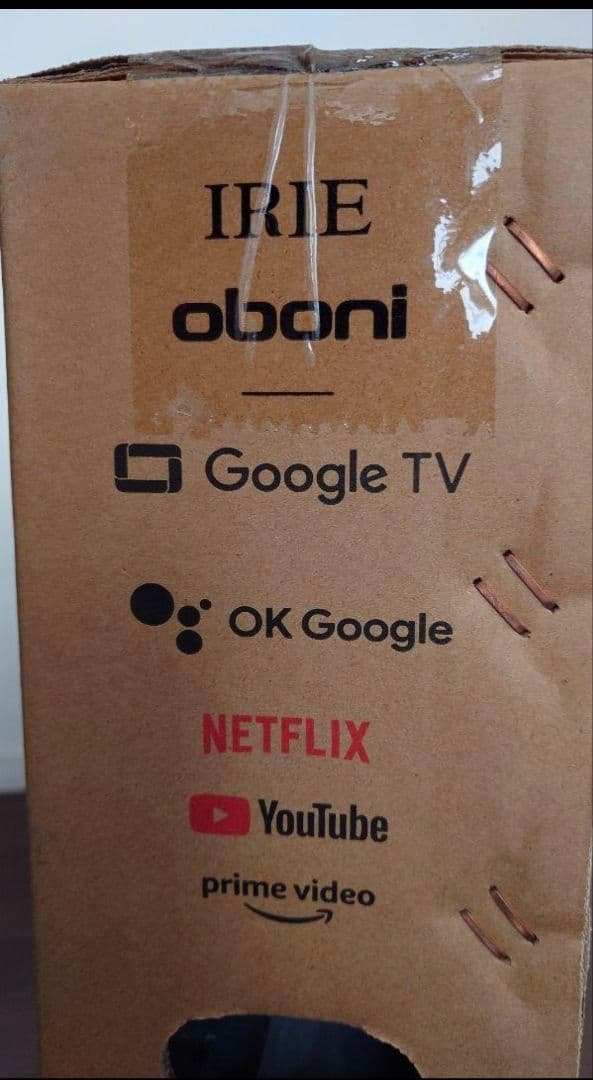 IRIE
oboni
Google TV
OK Google
NETFLIX
YouTube
prime video